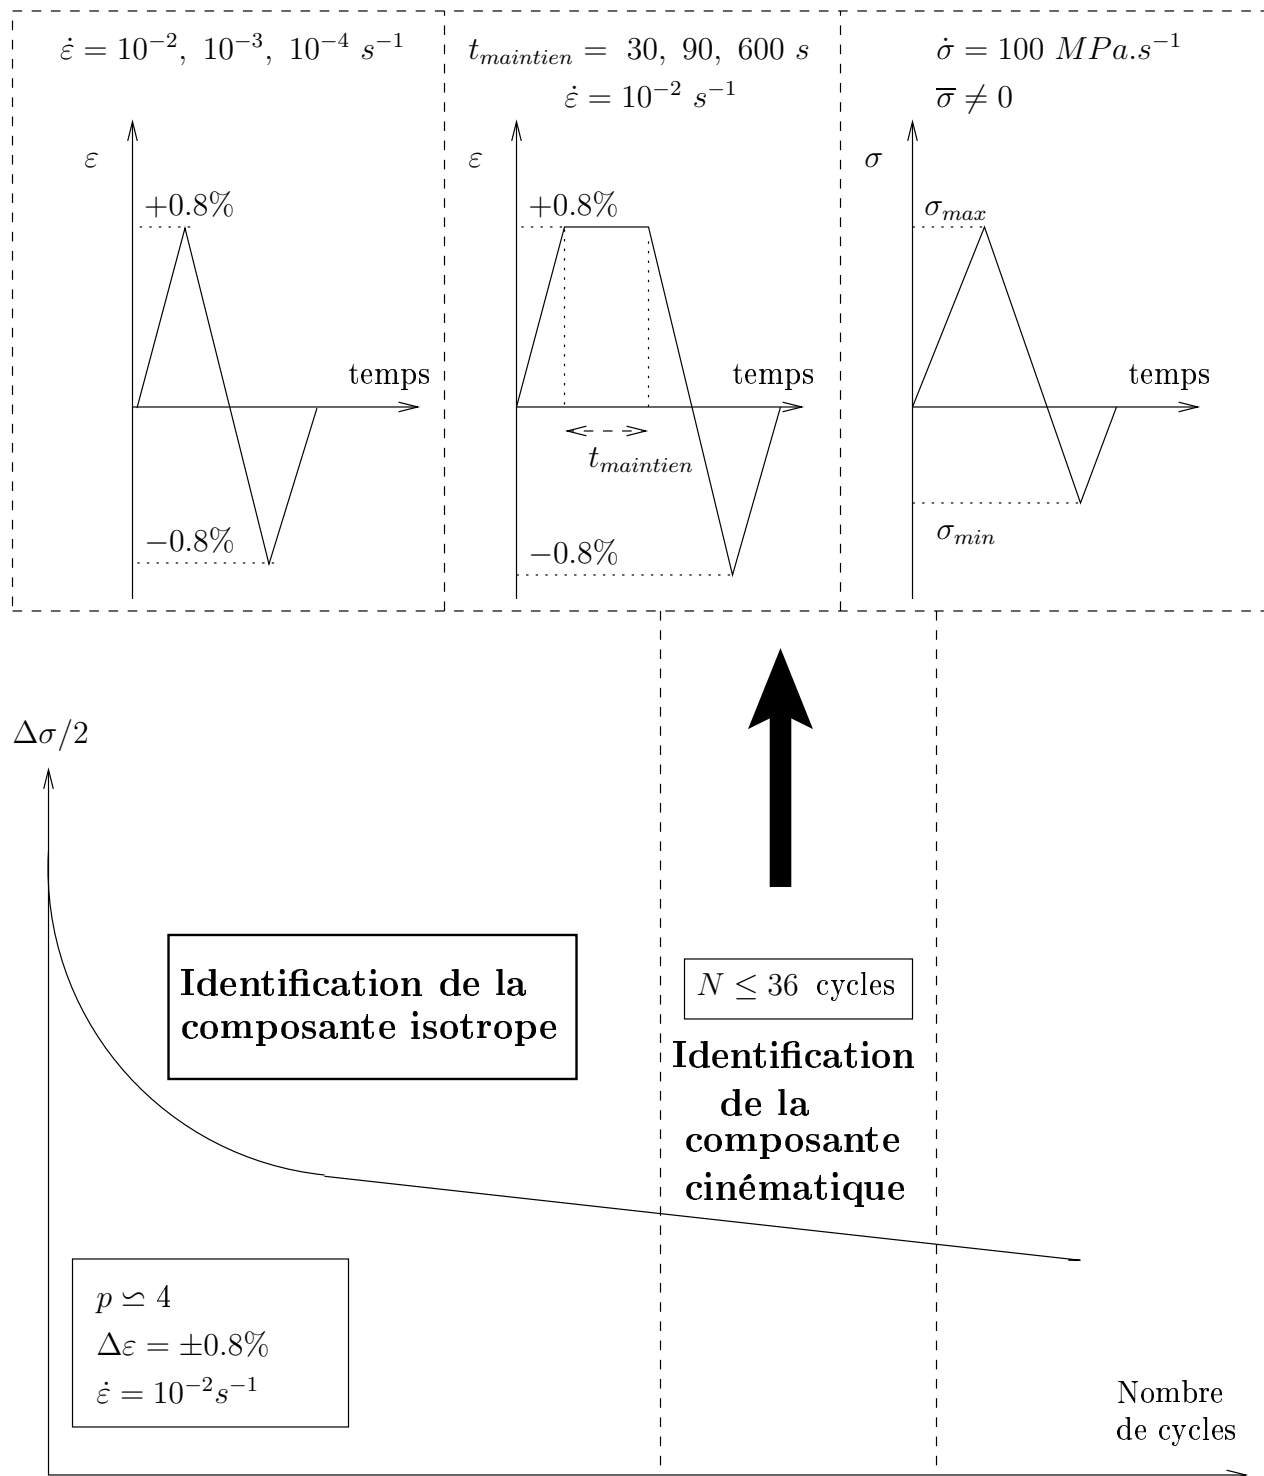 ε̇ = 10⁻², 10⁻³, 10⁻⁴ s⁻¹
ε
+0.8%
temps
−0.8%
t_maintien = 30, 90, 600 s
ε̇ = 10⁻² s⁻¹
ε
+0.8%
temps
t_maintien
−0.8%
σ̇ = 100 MPa.s⁻¹
σ̅ ≠ 0
σ
σ_max
temps
σ_min
Δσ/2
Identification de la
composante isotrope
N ≤ 36 cycles
Identification
de la
composante
cinématique
p ≃ 4
Δε = ±0.8%
ε̇ = 10⁻²s⁻¹
Nombre
de cycles